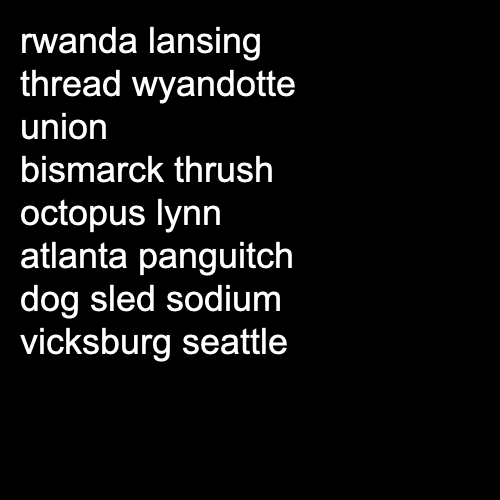 rwanda lansing
thread wyandotte
union
bismarck thrush
octopus lynn
atlanta panguitch
dog sled sodium
vicksburg seattle